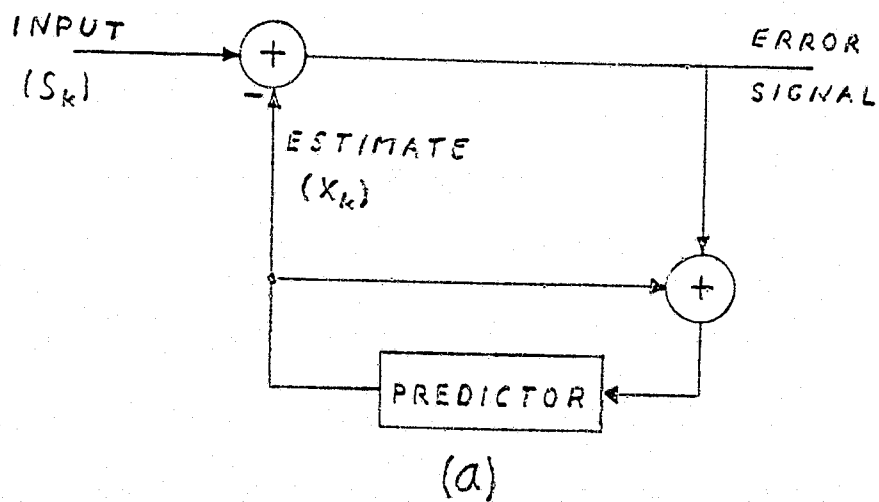 INPUT
(Sₖ)
+
-
ERROR
SIGNAL
ESTIMATE
(Xₖ)
+
PREDICTOR
(a)